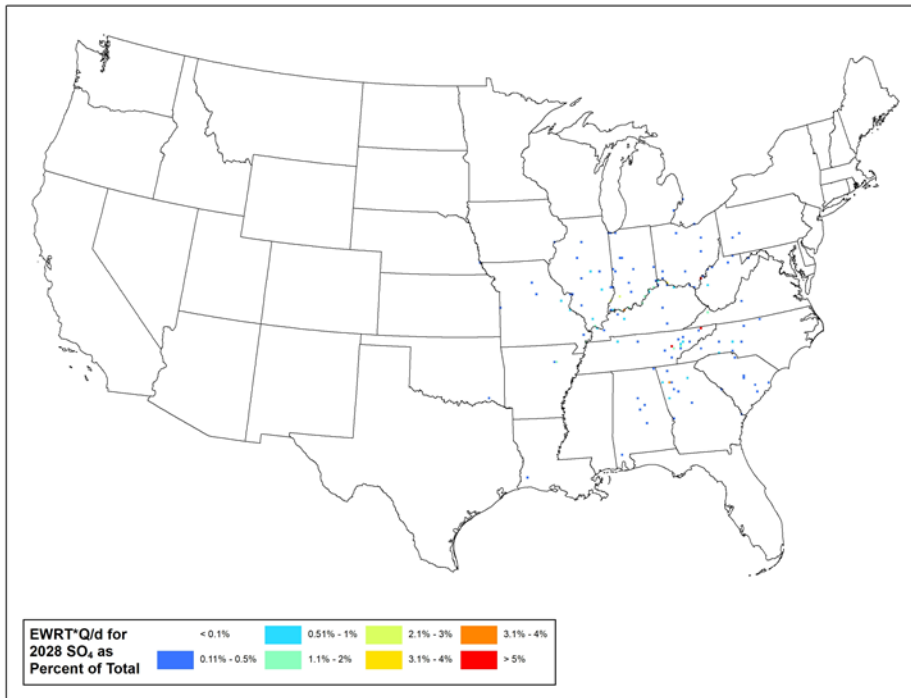 EWRT*Q/d for
2028 SO₄ as
Percent of Total
< 0.1%
0.51% - 1%
2.1% - 3%
3.1% - 4%
0.11% - 0.5%
1.1% - 2%
3.1% - 4%
> 5%